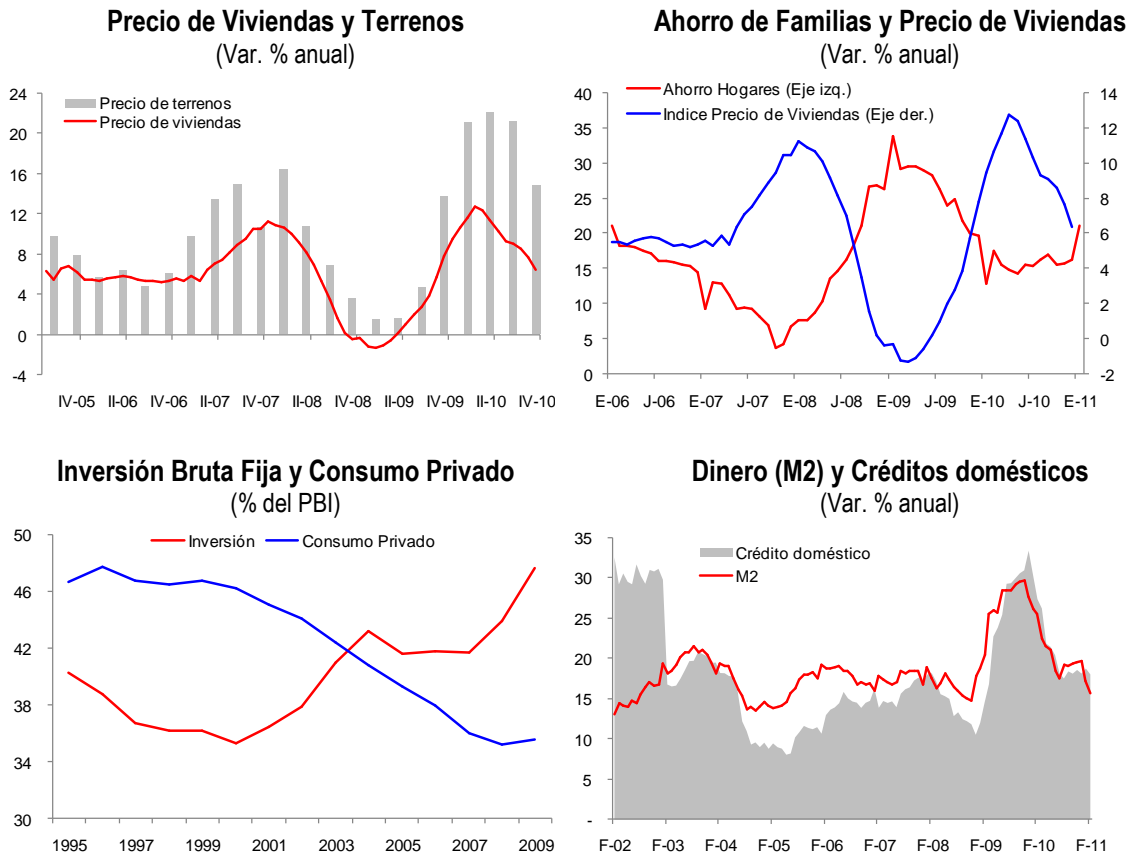 Precio de Viviendas y Terrenos
(Var. % anual)
24
20
16
12
8
4
0
-4
Precio de terrenos
Precio de viviendas
IV-05 II-06 IV-06 II-07 IV-07 II-08 IV-08 II-09 IV-09 II-10 IV-10
Ahorro de Familias y Precio de Viviendas
(Var. % anual)
40
35
30
25
20
15
10
5
0
Ahorro Hogares (Eje izq.)
Indice Precio de Viviendas (Eje der.)
14
12
10
8
6
4
2
0
-2
E-06 J-06 E-07 J-07 E-08 J-08 E-09 J-09 E-10 J-10 E-11
Inversión Bruta Fija y Consumo Privado
(% del PBI)
50
46
42
38
34
30
Inversión Consumo Privado
1995 1997 1999 2001 2003 2005 2007 2009
Dinero (M2) y Créditos domésticos
(Var. % anual)
35
30
25
20
15
10
5
-
Crédito doméstico
M2
F-02 F-03 F-04 F-05 F-06 F-07 F-08 F-09 F-10 F-11